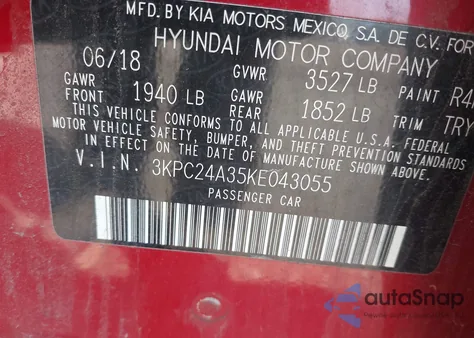 MFD. BY KIA MOTORS MEXICO, S.A. DE C.V. FOR
HYUNDAI MOTOR COMPANY
06/18 GVWR 3527 LB PAINT R4
GAWR FRONT 1940 LB GAWR REAR 1852 LB TRIM TRY
THIS VEHICLE CONFORMS TO ALL APPLICABLE U.S.A. FEDERAL
MOTOR VEHICLE SAFETY, BUMPER, AND THEFT PREVENTION STANDARDS
IN EFFECT ON THE DATE OF MANUFACTURE SHOWN ABOVE.
V.I.N. 3KPC24A35KE043055
PASSENGER CAR
autoSnap